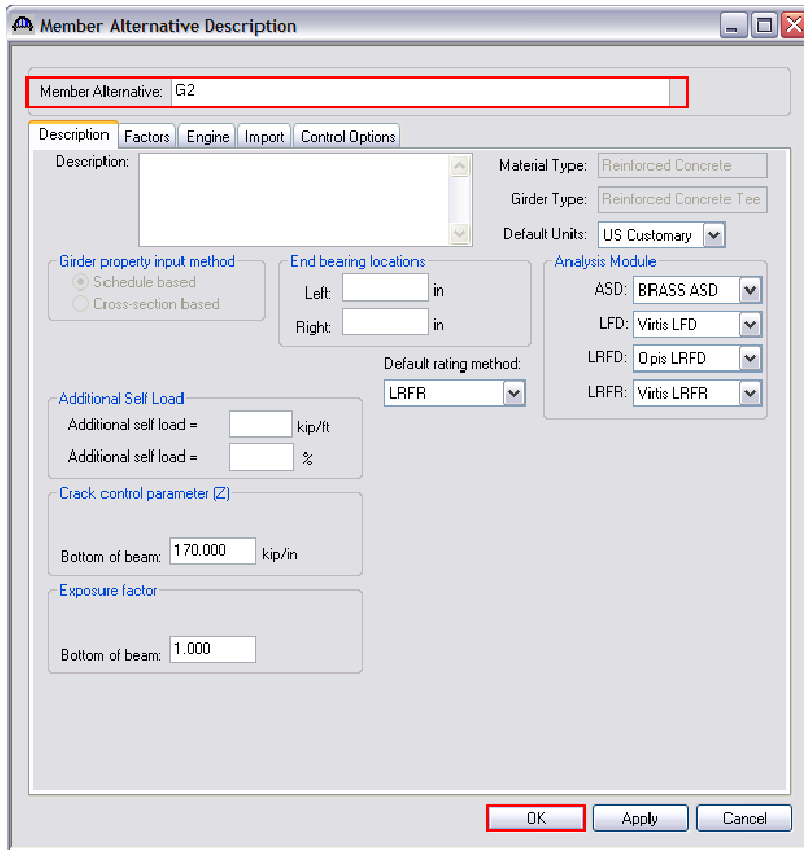 Member Alternative Description
Member Alternative: G2
Description Factors Engine Import Control Options
Description:
Material Type: Reinforced Concrete
Girder Type: Reinforced Concrete Tee
Default Units: US Customary
Girder property input method
Schedule based
Cross-section based
End bearing locations
Left: in
Right: in
Analysis Module
ASD: BRASS ASD
LFD: Virtis LFD
LRFD: Opis LRFD
LRFR: Virtis LRFR
Default rating method:
LRFR
Additional Self Load
Additional self load = kip/ft
Additional self load = %
Crack control parameter (Z)
Bottom of beam: 170.000 kip/in
Exposure factor
Bottom of beam: 1.000
OK Apply Cancel